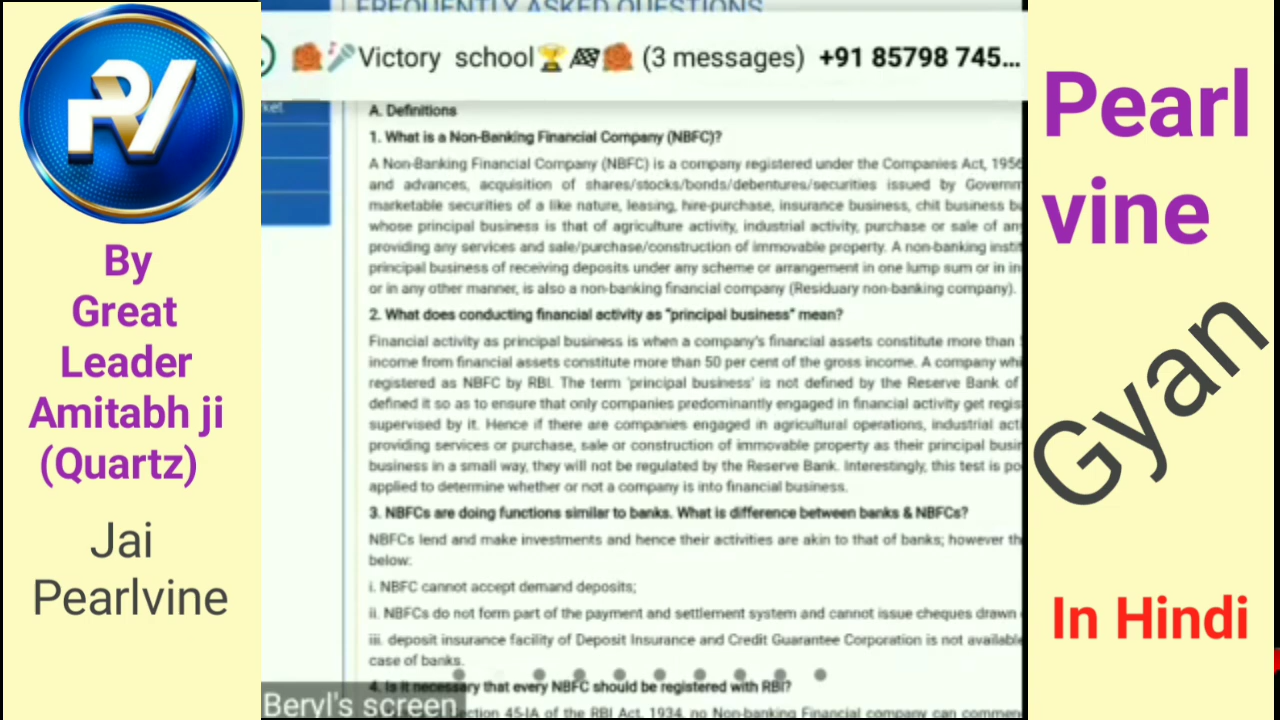 FREQUENTLY ASKED QUESTIONS
Victory school (3 messages) +91 85798 745...
A. Definitions
1. What is a Non-Banking Financial Company (NBFC)?
A Non-Banking Financial Company (NBFC) is a company registered under the Companies Act, 1956
and advances, acquisition of shares/stocks/bonds/debentures/securities issued by Governm
marketable securities of a like nature, leasing, hire-purchase, insurance business, chit business bu
whose principal business is that of agriculture activity, industrial activity, purchase or sale of any
providing any services and sale/purchase/construction of immovable property. A non-banking instit
principal business of receiving deposits under any scheme or arrangement in one lump sum or in in
or in any other manner, is also a non-banking financial company (Residuary non-banking company).
2. What does conducting financial activity as "principal business" mean?
Financial activity as principal business is when a company's financial assets constitute more than
income from financial assets constitute more than 50 per cent of the gross income. A company whi
registered as NBFC by RBI. The term 'principal business' is not defined by the Reserve Bank of
defined it so as to ensure that only companies predominantly engaged in financial activity get regis
supervised by it. Hence if there are companies engaged in agricultural operations, industrial acti
providing services or purchase, sale or construction of immovable property as their principal busin
business in a small way, they will not be regulated by the Reserve Bank. Interestingly, this test is po
applied to determine whether or not a company is into financial business.
3. NBFCs are doing functions similar to banks. What is difference between banks & NBFCs?
NBFCs lend and make investments and hence their activities are akin to that of banks; however th
below:
i. NBFC cannot accept demand deposits;
ii. NBFCs do not form part of the payment and settlement system and cannot issue cheques drawn
iii. deposit insurance facility of Deposit Insurance and Credit Guarantee Corporation is not available
case of banks.
4. Is it necessary that every NBFC should be registered with RBI?
ection 45-IA of the RBI Act, 1934, no Non-banking Financial company can commen
Beryl's screen
PV
By
Great
Leader
Amitabh ji
(Quartz)
Jai
Pearlvine
Pearl
vine
Gyan
In Hindi